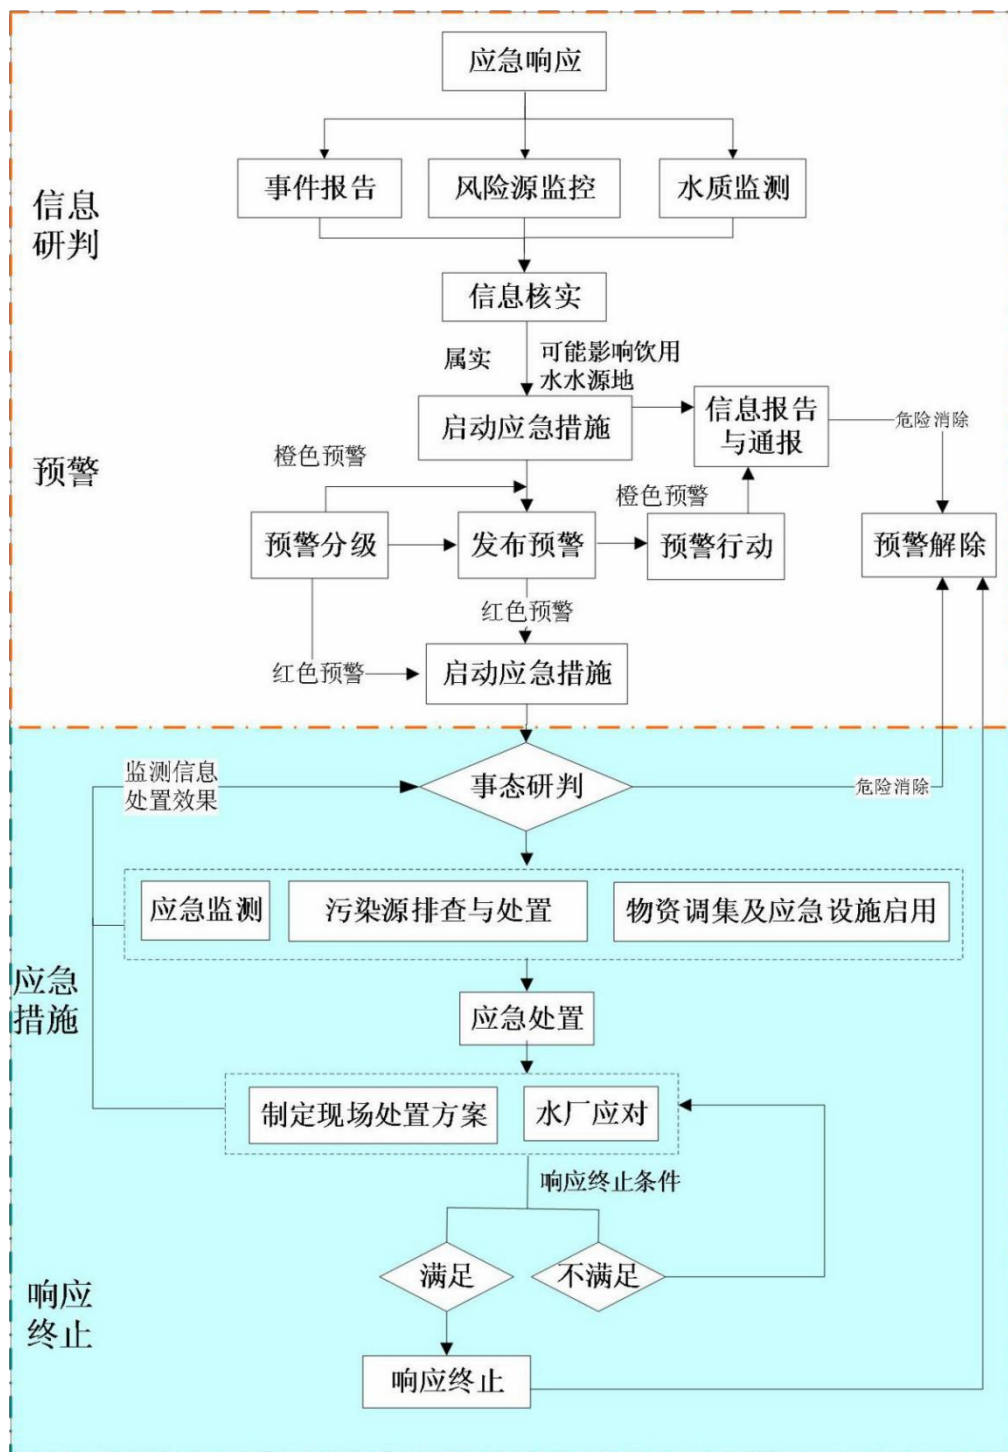 应急响应
事件报告
风险源监控
水质监测
信息
研判
信息核实
属实
可能影响饮用
水水源地
启动应急措施
信息报告
与通报
危险消除
预警
橙色预警
橙色预警
预警分级
发布预警
预警行动
预警解除
红色预警
红色预警
启动应急措施
监测信息
处置效果
事态研判
危险消除
应急监测
污染源排查与处置
物资调集及应急设施启用
应急
措施
应急处置
制定现场处置方案
水厂应对
响应终止条件
满足
不满足
响应
终止
响应终止